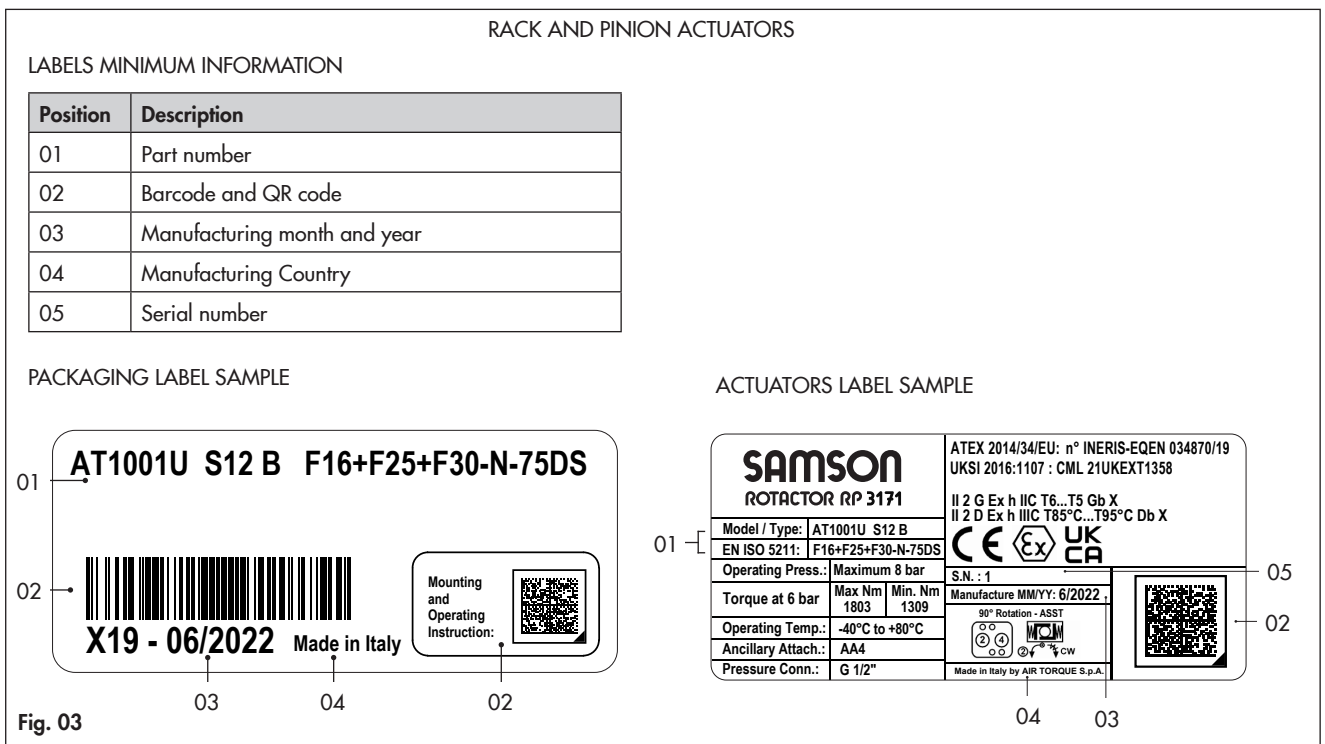 RACK AND PINION ACTUATORS
LABELS MINIMUM INFORMATION
Position Description
01 Part number
02 Barcode and QR code
03 Manufacturing month and year
04 Manufacturing Country
05 Serial number
PACKAGING LABEL SAMPLE
AT1001U S12 B F16+F25+F30-N-75DS
01
02
Mounting
and
Operating
Instruction:
X19 - 06/2022 Made in Italy
03 04 02
Fig. 03
ACTUATORS LABEL SAMPLE
SAMSON
ROTACTOR RP 3171
01
Model / Type: AT1001U S12 B
EN ISO 5211: F16+F25+F30-N-75DS
Operating Press.: Maximum 8 bar
Torque at 6 bar
Max Nm Min. Nm
1803 1309
Operating Temp.: -40°C to +80°C
Ancillary Attach.: AA4
Pressure Conn.: G 1/2"
ATEX 2014/34/EU: n° INERIS-EQEN 034870/19
UKSI 2016:1107 : CML 21UKEXT1358
II 2 G Ex h IIC T6...T5 Gb X
II 2 D Ex h IIIC T85°C...T95°C Db X
CE Ex UK
CA
S.N. : 1
05
Manufacture MM/YY: 6/2022
90° Rotation - ASST
2 4
2 CW
02
Made in Italy by AIR TORQUE S.p.A.
04 03